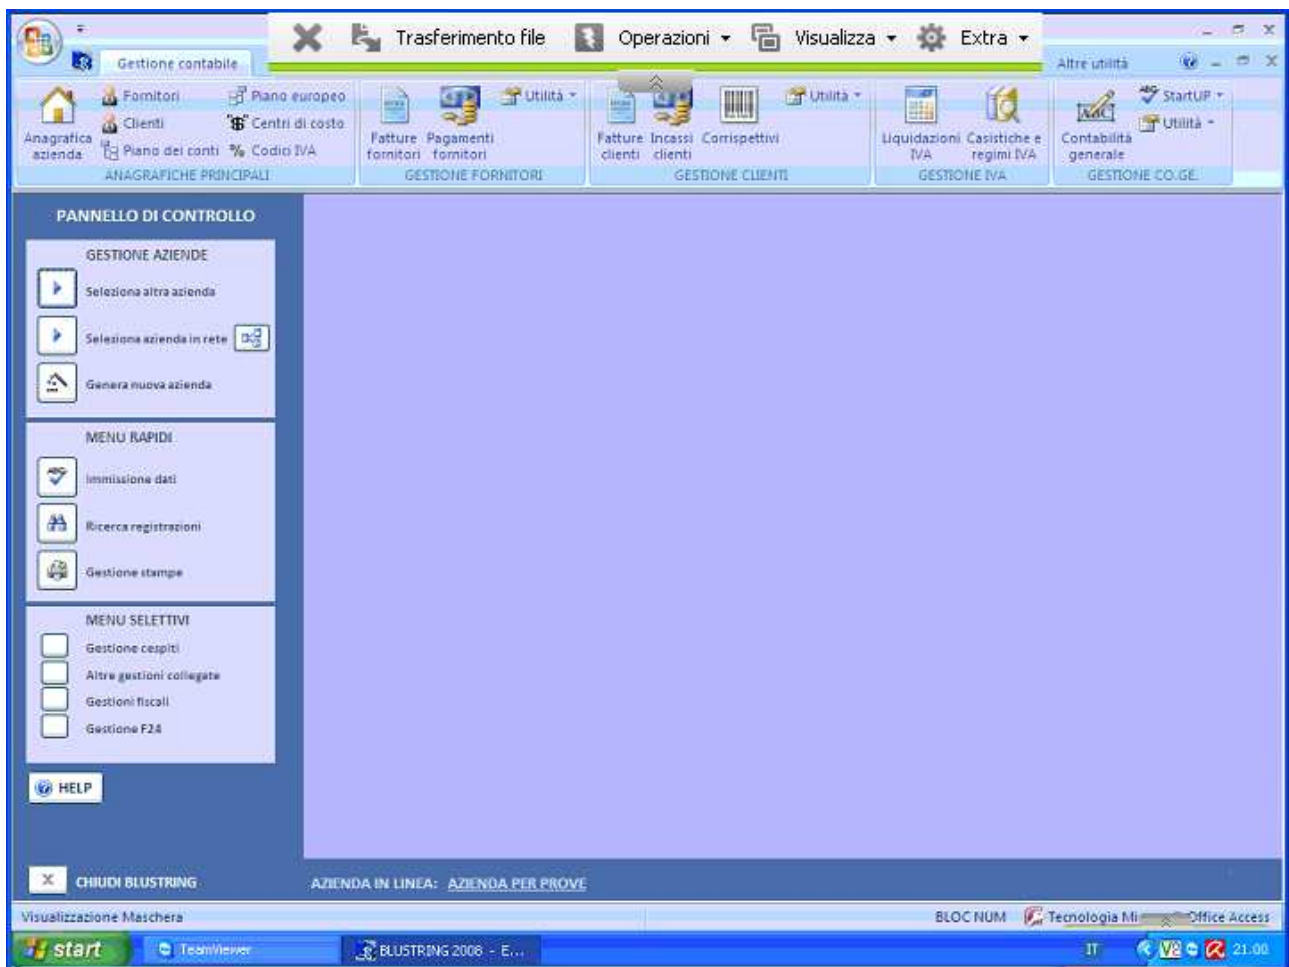 Trasferimento file
Operazioni
Visualizza
Extra
Gestione contabile
Altre utilità
Anagrafica azienda
Fornitori
Clienti
Piano dei conti
Piano europeo
Centri di costo
Codici IVA
ANAGRAFICHE PRINCIPALI
Fatture fornitori
Pagamenti fornitori
Utilità
GESTIONE FORNITORI
Fatture clienti
Incassi clienti
Corrispettivi
Utilità
GESTIONE CLIENTI
Liquidazioni IVA
Casistiche e regimi IVA
GESTIONE IVA
Contabilità generale
StartUP
Utilità
GESTIONE CO.GE.
PANNELLO DI CONTROLLO
GESTIONE AZIENDE
Seleziona altra azienda
Seleziona azienda in rete
Genera nuova azienda
MENU RAPIDI
Immissione dati
Ricerca registrazioni
Gestione stampe
MENU SELETTIVI
Gestione cespiti
Altre gestioni collegate
Gestioni fiscali
Gestione F24
HELP
CHIUDI BLUSTRING
AZIENDA IN LINEA: AZIENDA PER PROVE
Visualizzazione Maschera
BLOC NUM
Tecnologia Mi Office Access
start
TeamViewer
BLUSTRING 2008 - E...
IT
21.00